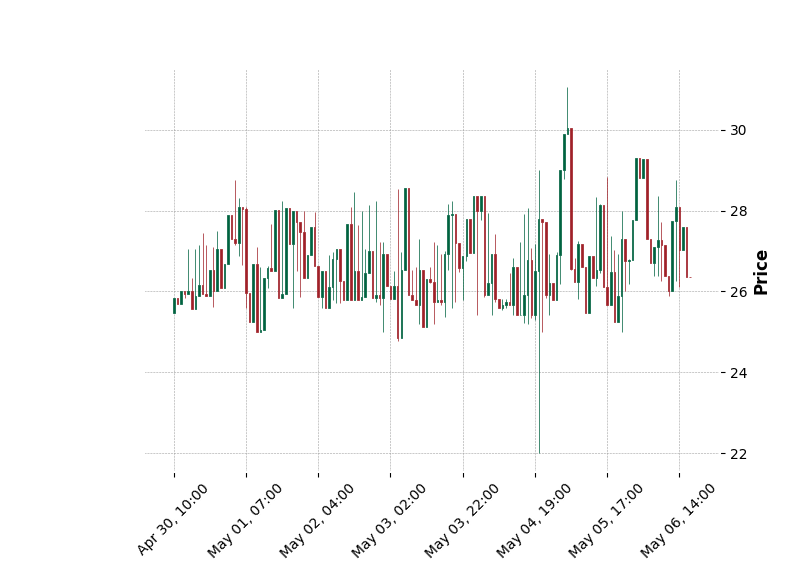 30
28
26
24
22
Price
Apr 30, 10:00
May 01, 07:00
May 02, 04:00
May 03, 02:00
May 03, 22:00
May 04, 19:00
May 05, 17:00
May 06, 14:00